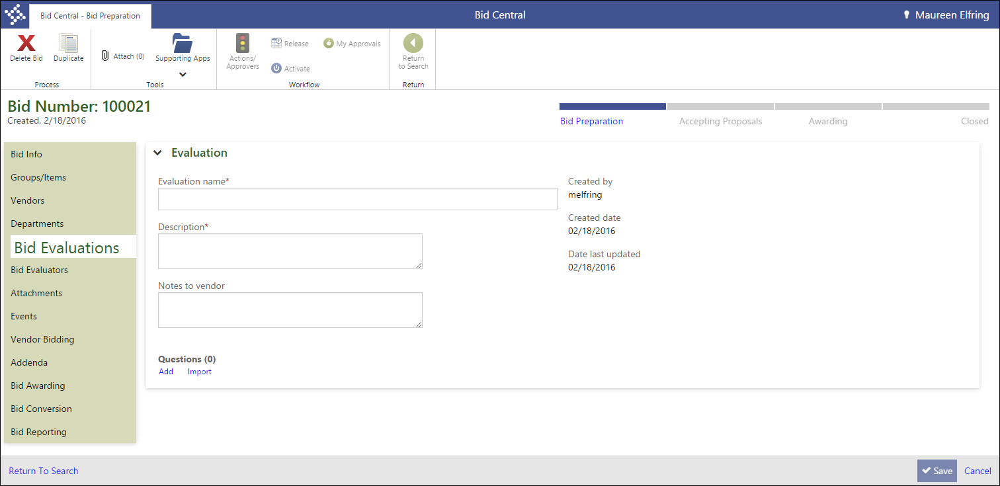 Bid Central - Bid Preparation
Bid Central
Maureen Elfring
Delete Bid
Duplicate
Process
Attach (0)
Supporting Apps
Tools
Actions/
Approvers
Release
My Approvals
Activate
Workflow
Return
to Search
Return
Bid Number: 100021
Created, 2/18/2016
Bid Preparation
Accepting Proposals
Awarding
Closed
Bid Info
Groups/Items
Vendors
Departments
Bid Evaluations
Bid Evaluators
Attachments
Events
Vendor Bidding
Addenda
Bid Awarding
Bid Conversion
Bid Reporting
Evaluation
Evaluation name*
Description*
Notes to vendor
Questions (0)
Add Import
Created by
melfring
Created date
02/18/2016
Date last updated
02/18/2016
Return To Search
Save
Cancel